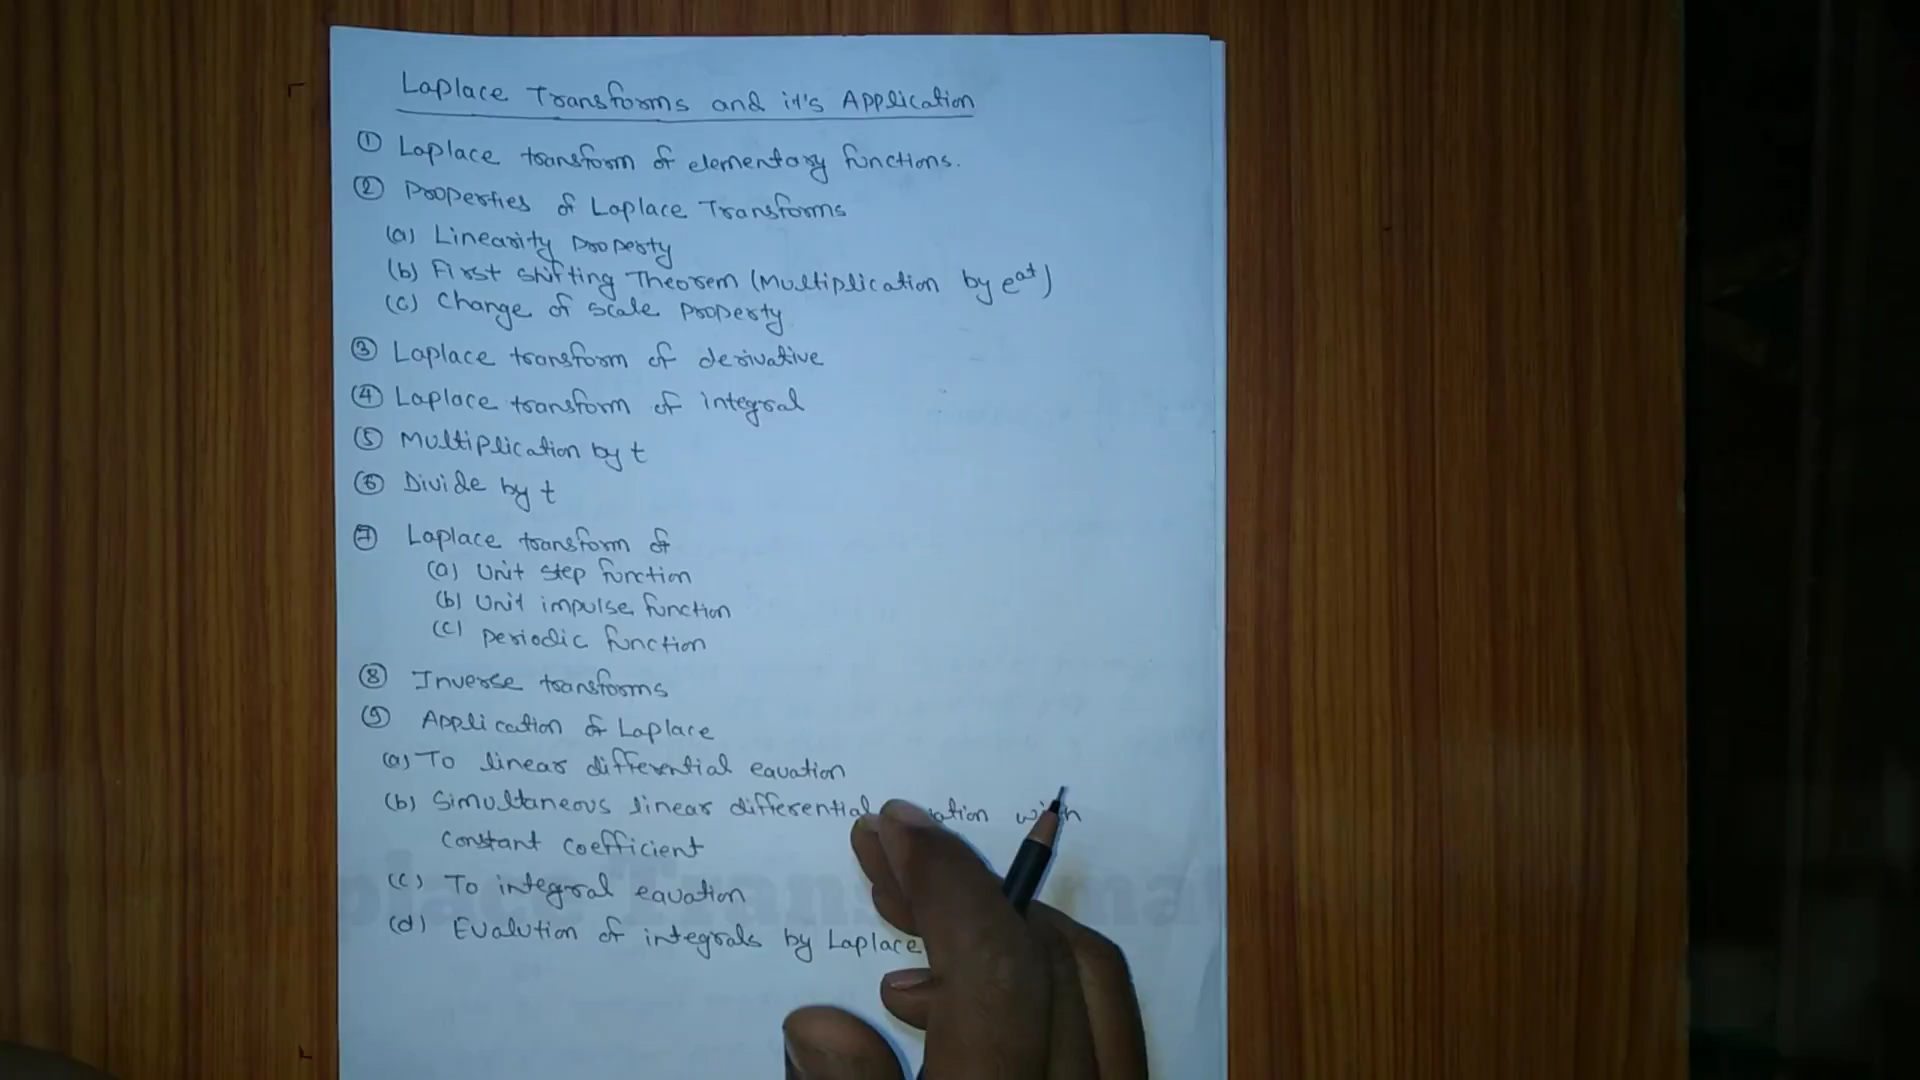 Laplace Transforms and it's Application
① Laplace transform of elementary functions.
② Properties of Laplace Transforms
(a) Linearity property
(b) First shifting Theorem (Multiplication by e^at)
(c) Change of scale property
③ Laplace transform of derivative
④ Laplace transform of integral
⑤ Multiplication by t
⑥ Divide by t
⑦ Laplace transform of
(a) Unit step function
(b) Unit impulse function
(c) periodic function
⑧ Inverse transforms
⑨ Application of Laplace
(a) To linear differential equation
(b) Simultaneous linear differential with
constant coefficient
(c) To integral equation
(d) Evalution of integrals by Laplace